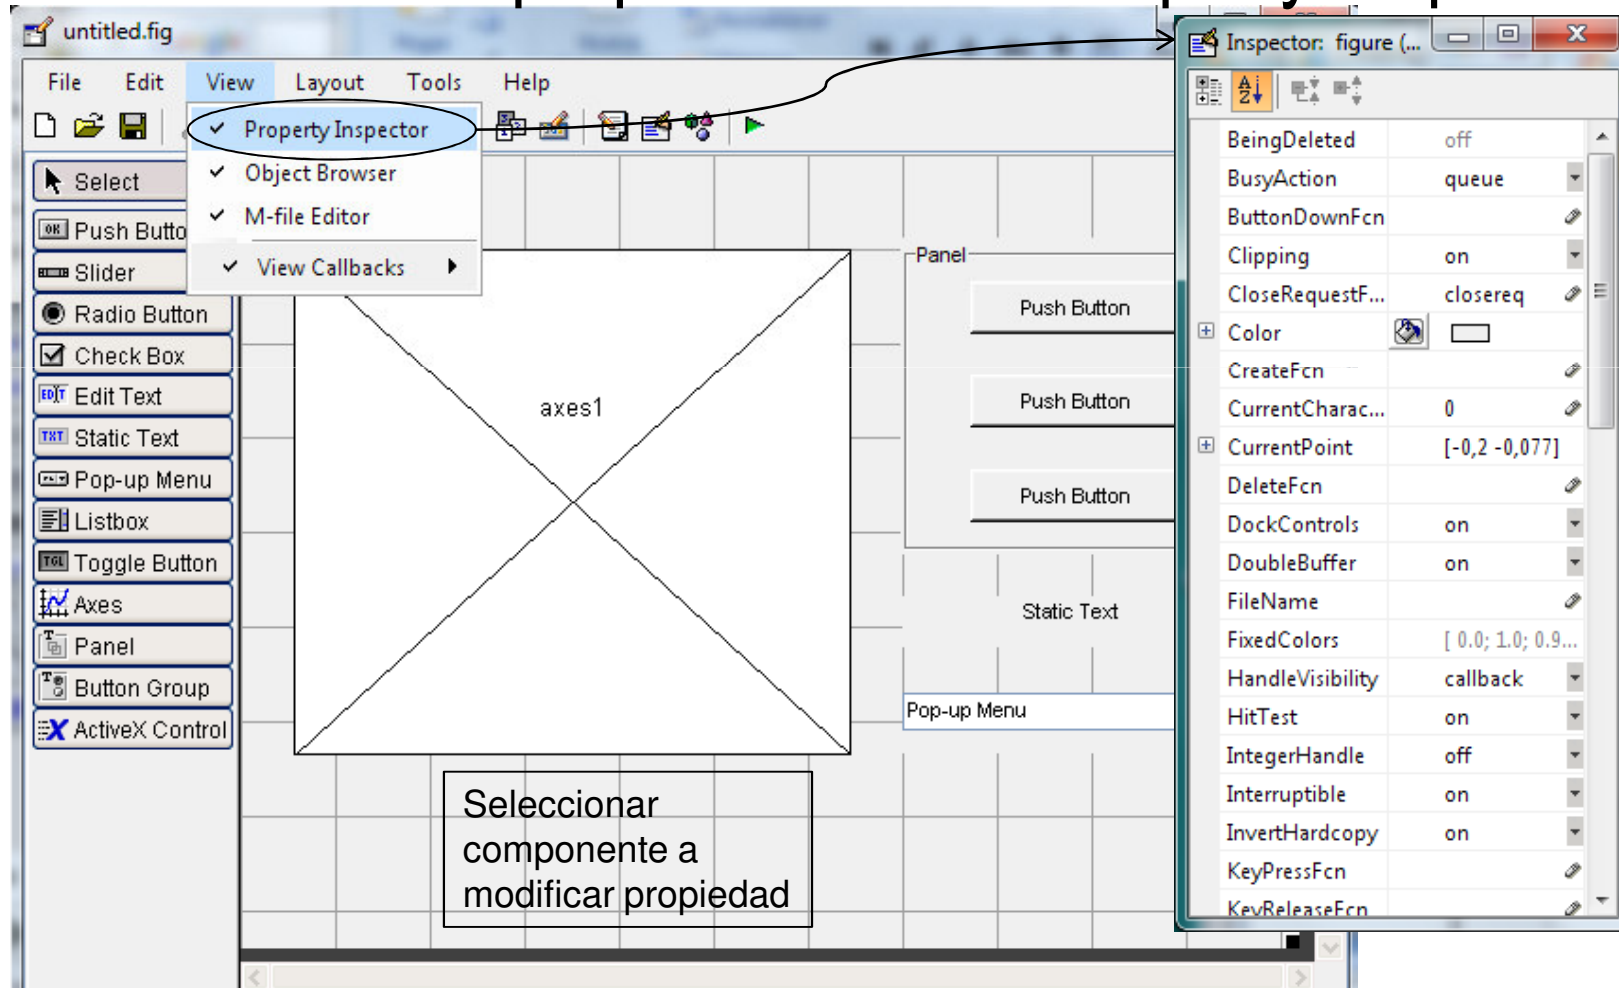 untitled.fig
File Edit View Layout Tools Help
Property Inspector
Object Browser
M-file Editor
View Callbacks
Select
Push Butto
Slider
Radio Button
Check Box
Edit Text
Static Text
Pop-up Menu
Listbox
Toggle Button
Axes
Panel
Button Group
ActiveX Control
axes1
Panel
Push Button
Push Button
Push Button
Static Text
Pop-up Menu
Seleccionar
componente a
modificar propiedad
Inspector: figure (...
BeingDeleted off
BusyAction queue
ButtonDownFcn
Clipping on
CloseRequestF... closereq
Color
CreateFcn
CurrentCharac... 0
CurrentPoint [-0,2 -0,077]
DeleteFcn
DockControls on
DoubleBuffer on
FileName
FixedColors [ 0.0; 1.0; 0.9...
HandleVisibility callback
HitTest on
IntegerHandle off
Interruptible on
InvertHardcopy on
KeyPressFcn
KeyReleaseFcn